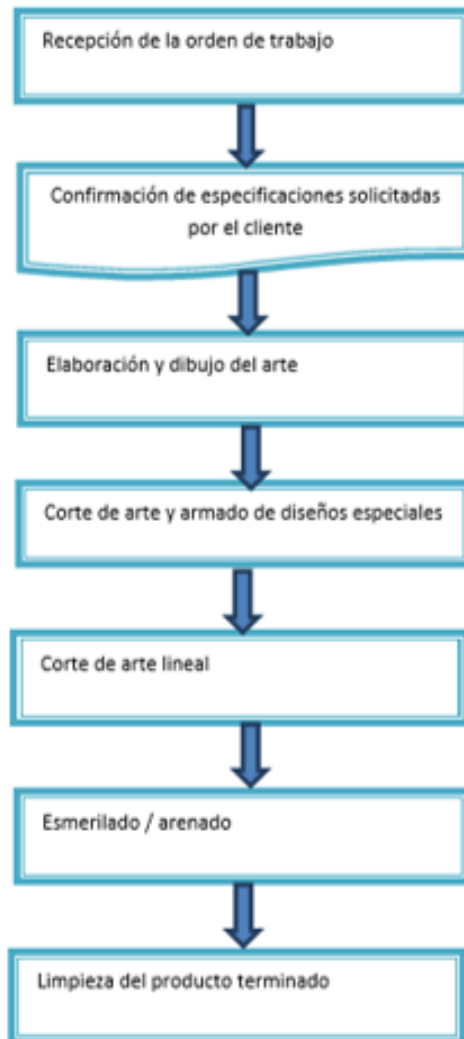 Recepción de la orden de trabajo
Confirmación de especificaciones solicitadas
por el cliente
Elaboración y dibujo del arte
Corte de arte y armado de diseños especiales
Corte de arte lineal
Esmerilado / arenado
Limpieza del producto terminado